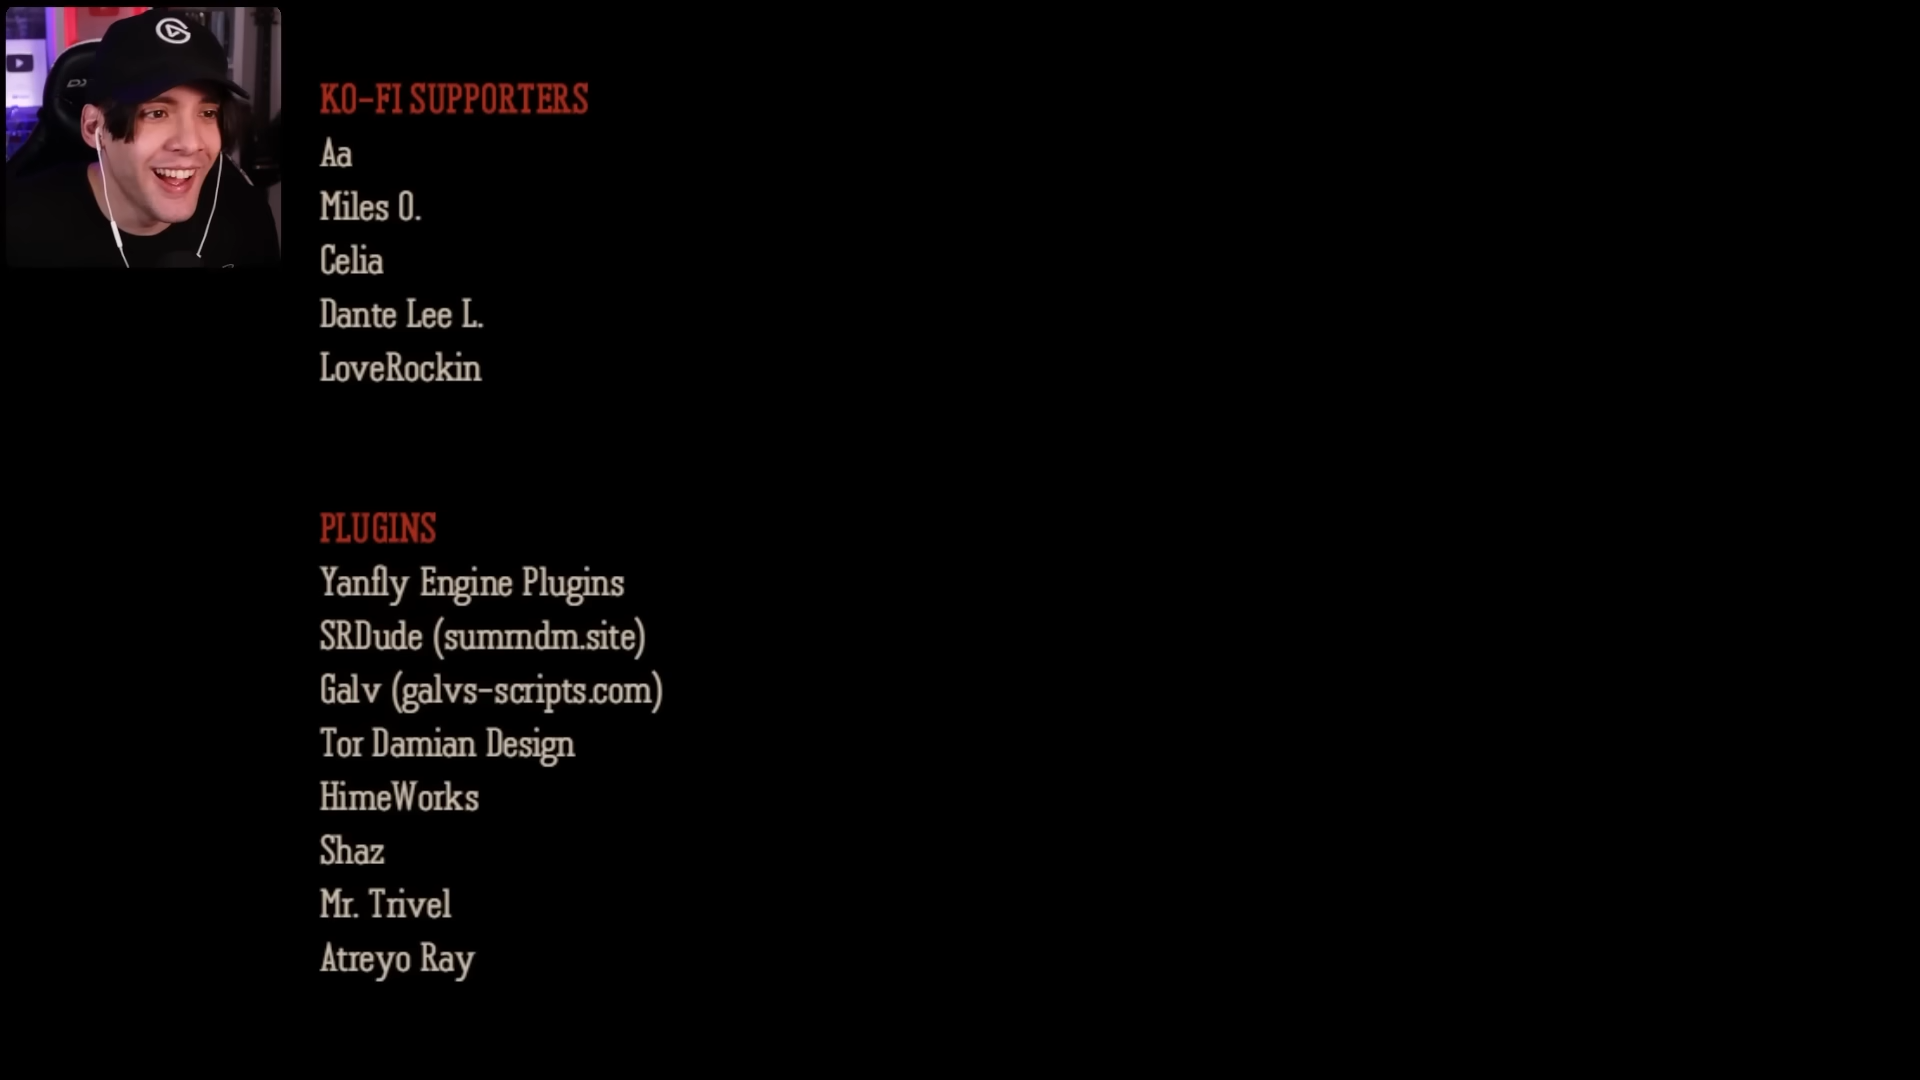 KO-FI SUPPORTERS
Aa
Miles O.
Celia
Dante Lee L.
LoveRockin
PLUGINS
Yanfly Engine Plugins
SRDude (sumrndm.site)
Galv (galvs-scripts.com)
Tor Damian Design
HimeWorks
Shaz
Mr. Trivel
Atreyo Ray